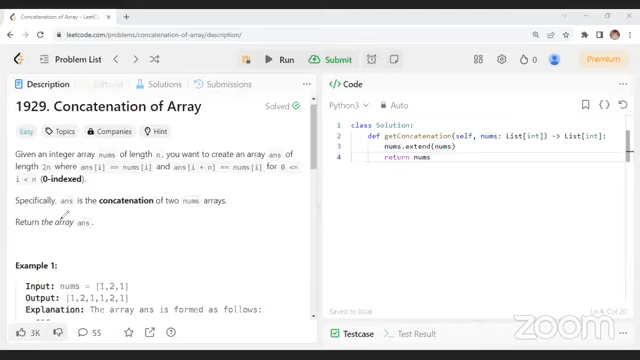 Concatenation of Array - LeetC
leetcode.com/problems/concatenation-of-array/description/
Problem List
Run
Submit
0
Premium
Description
Editorial
Solutions
Submissions
Code
1929. Concatenation of Array
Solved
Python3
Auto
Easy
Topics
Companies
Hint
Given an integer array nums of length n, you want to create an array ans of
length 2n where ans[i] == nums[i] and ans[i + n] == nums[i] for 0 <=
i < n (0-indexed).
Specifically, ans is the concatenation of two nums arrays.
Return the array ans.
Example 1:
Input: nums = [1,2,1]
Output: [1,2,1,1,2,1]
Explanation: The array ans is formed as follows:
1 class Solution:
2 def getConcatenation(self, nums: List[int]) -> List[int]:
3 nums.extend(nums)
4 return nums
Saved to local
Ln 4, Col 20
3K
55
Testcase
Test Result
zoom